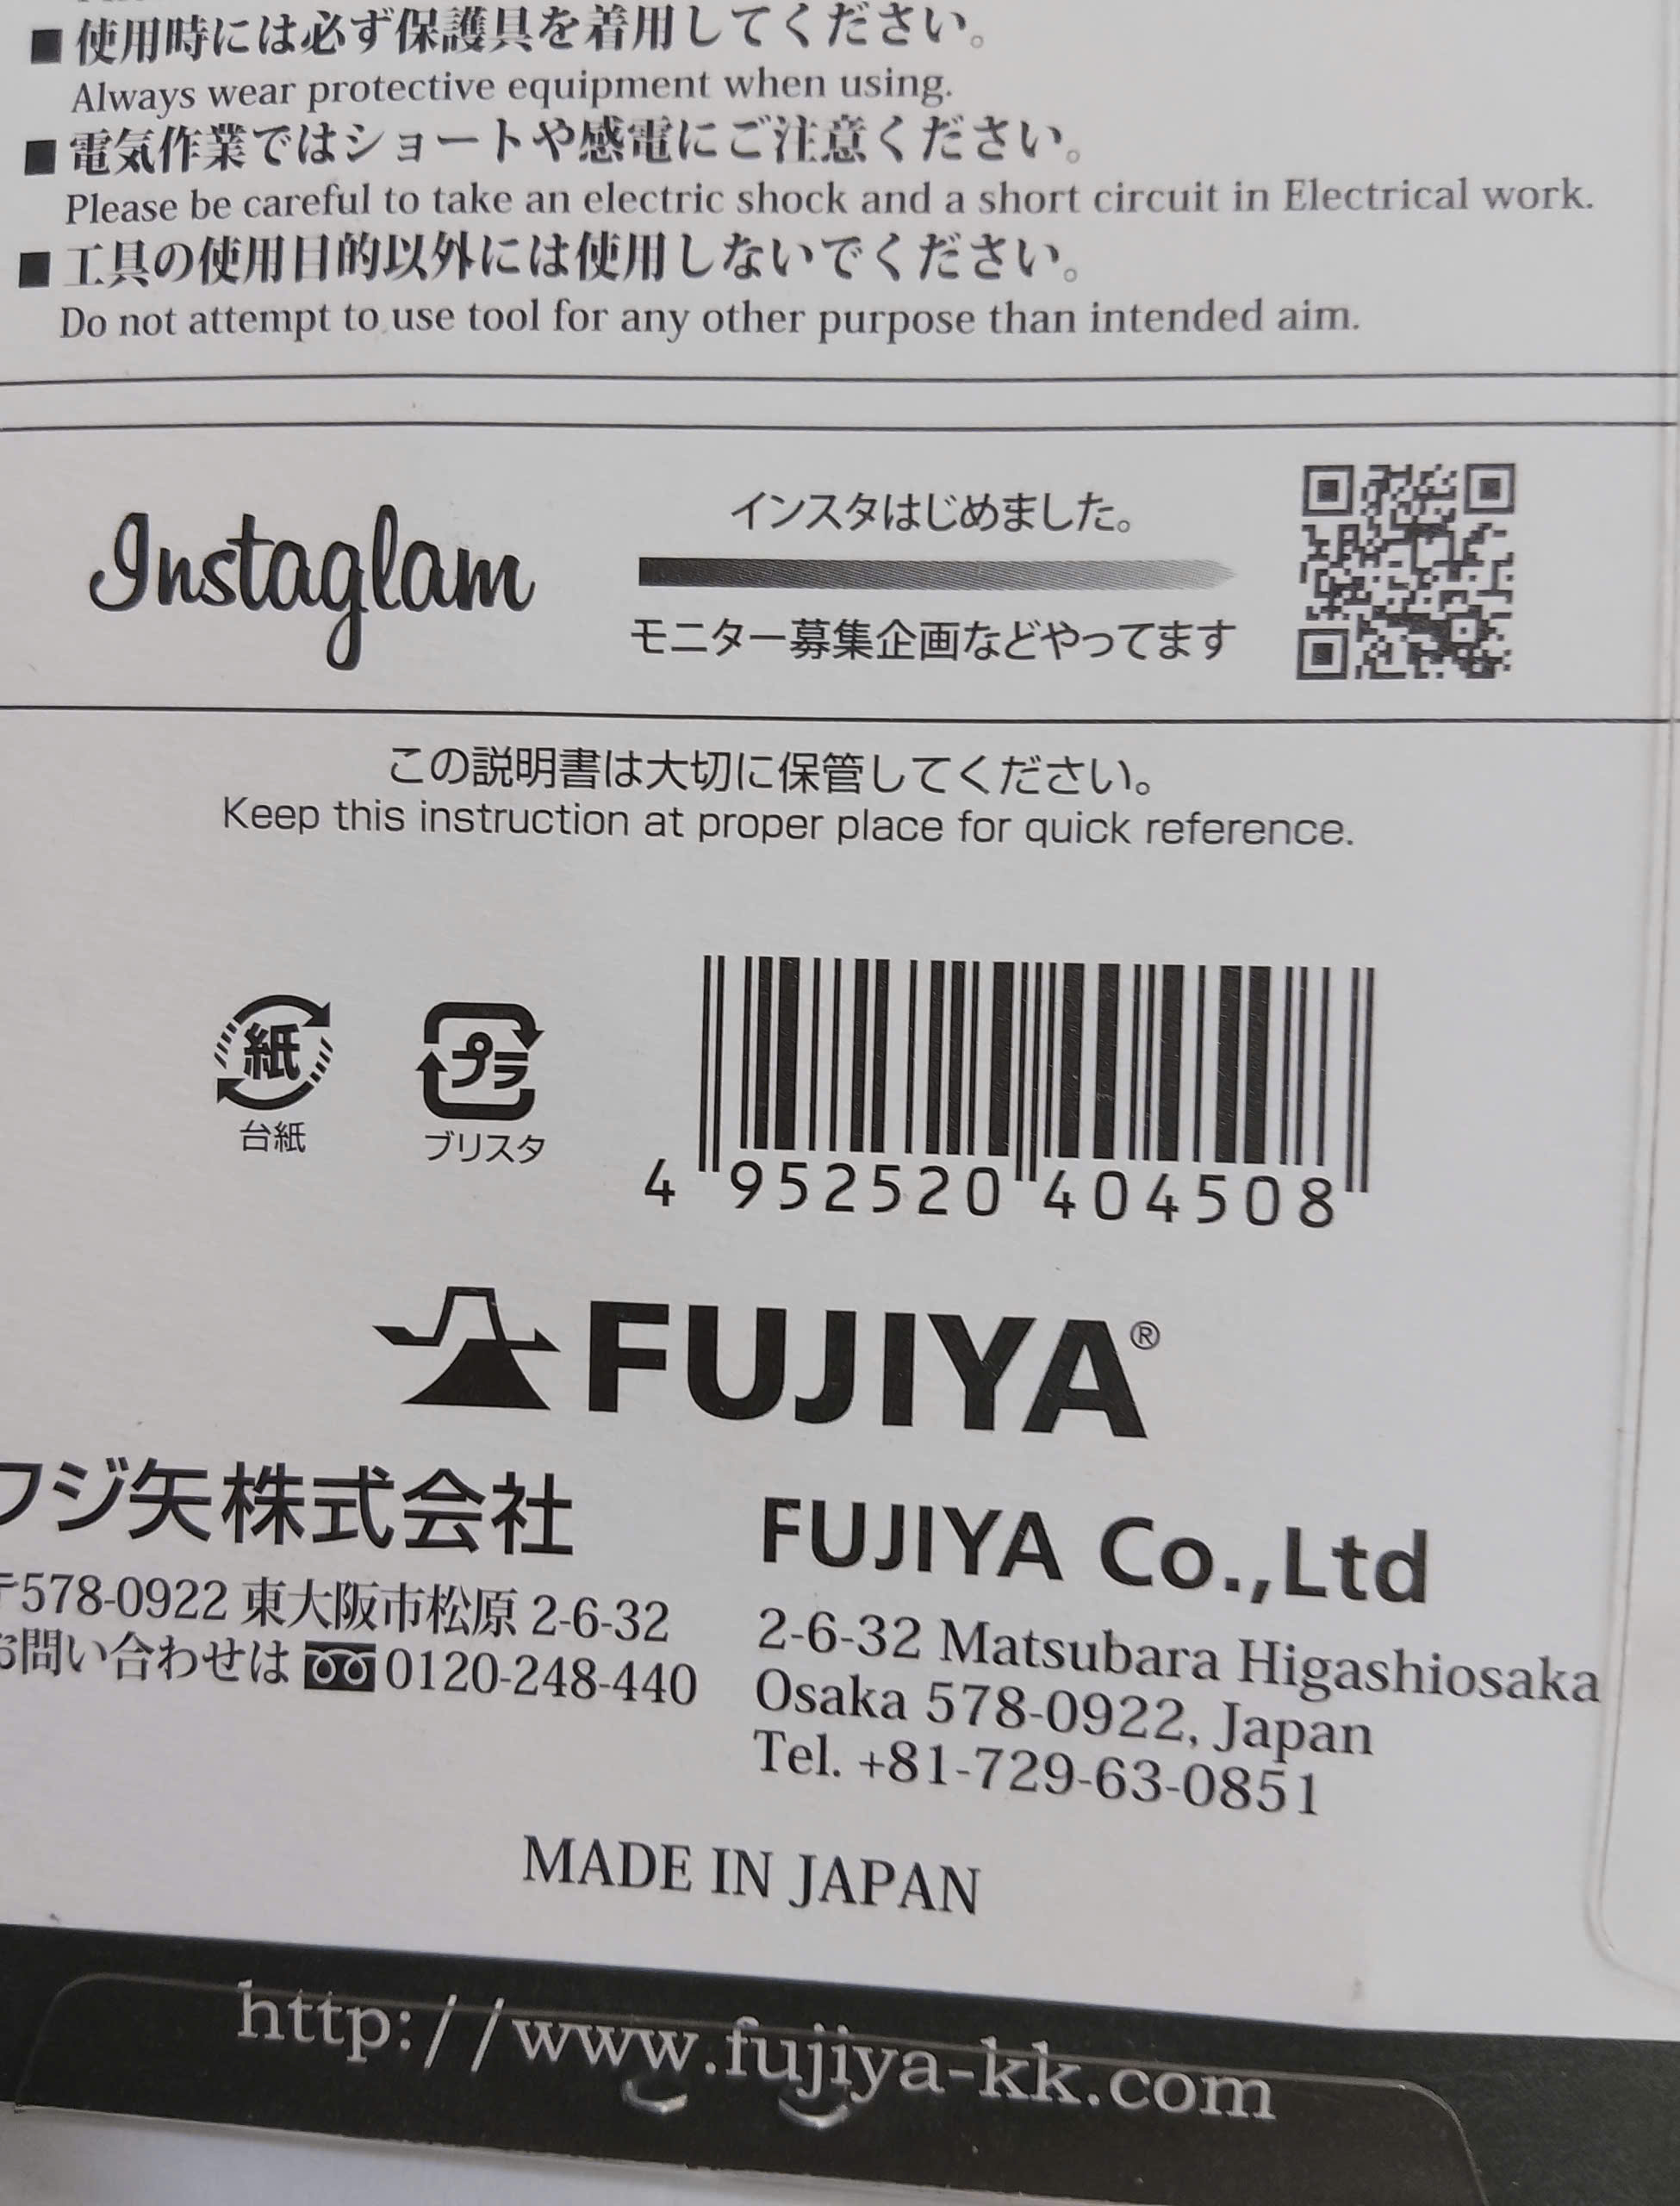 ■ 使用時には必ず保護具を着用してください。
Always wear protective equipment when using.
■ 電気作業ではショートや感電にご注意ください。
Please be careful to take an electric shock and a short circuit in Electrical work.
■ 工具の使用目的以外には使用しないでください。
Do not attempt to use tool for any other purpose than intended aim.
Instaglam
インスタはじめました。
モニター募集企画などやってます
この説明書は大切に保管してください。
Keep this instruction at proper place for quick reference.
紙
台紙
プラ
ブリスタ
4 952520 404508
FUJIYA®
フジ矢株式会社
〒578-0922 東大阪市松原 2-6-32
お問い合わせは 0120-248-440
FUJIYA Co.,Ltd
2-6-32 Matsubara Higashiosaka
Osaka 578-0922, Japan
Tel. +81-729-63-0851
MADE IN JAPAN
http://www.fujiya-kk.com